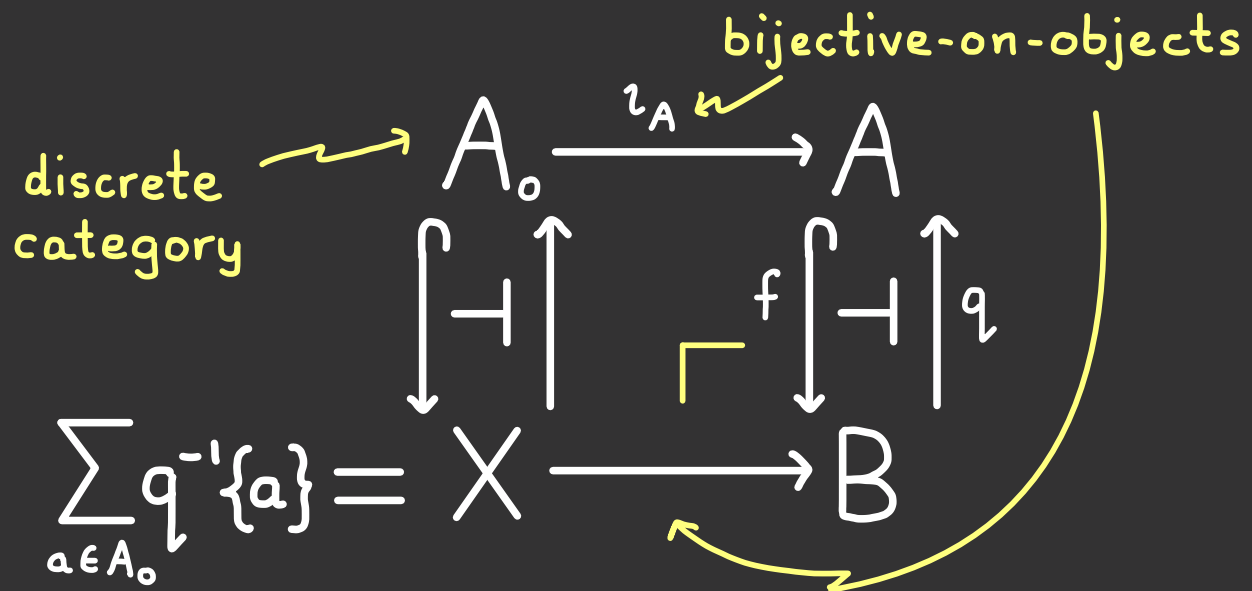 bijective-on-objects
A₀ ι_A A
discrete
category
⊣ f ⊣ q
∑ q⁻¹{a} = X B
a∈A₀